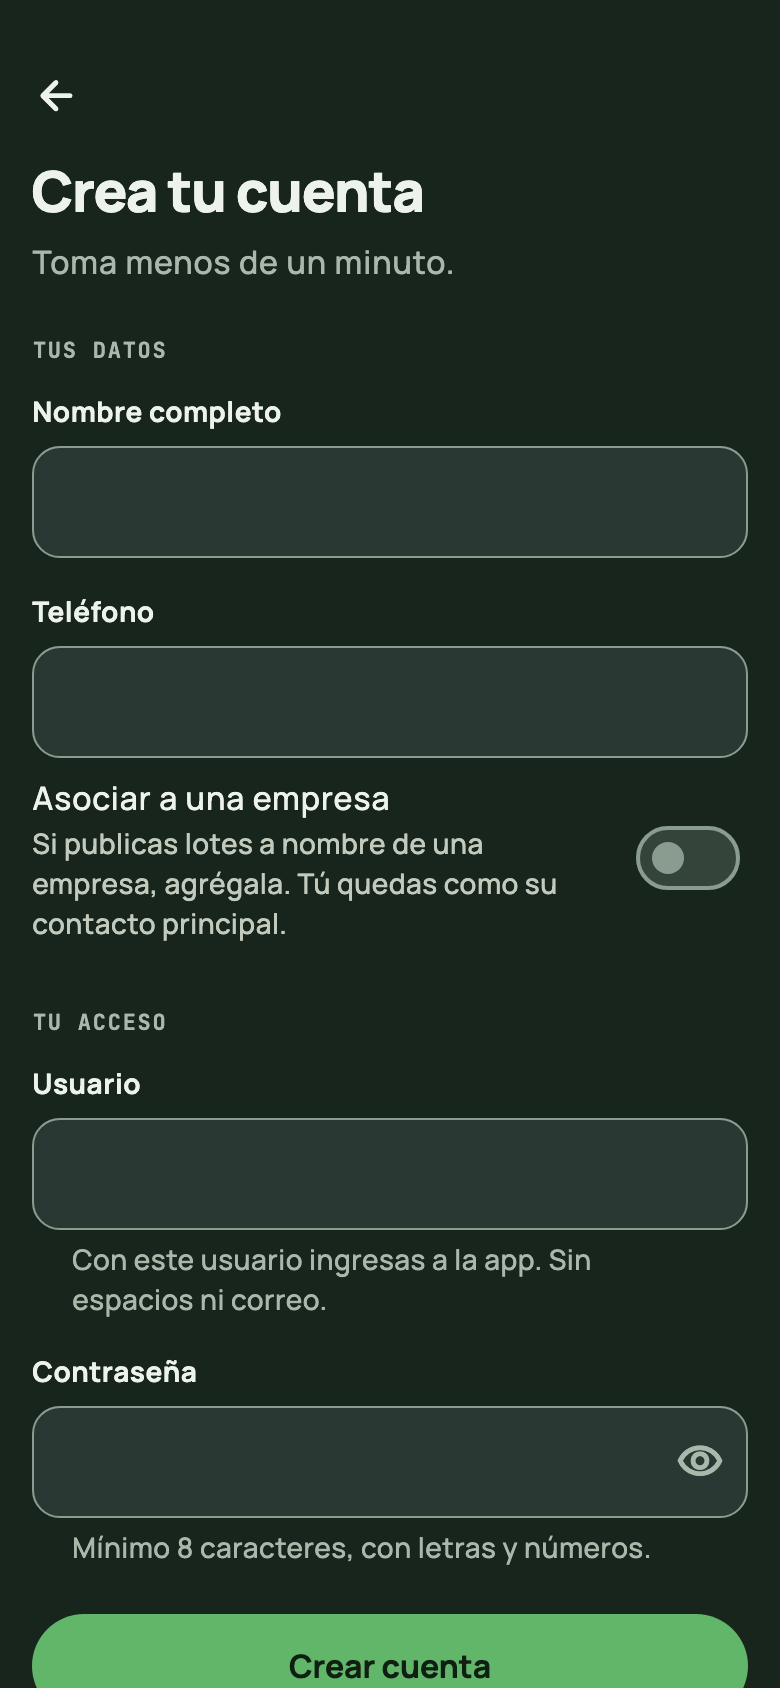 Crea tu cuenta
Toma menos de un minuto.
TUS DATOS
Nombre completo
Teléfono
Asociar a una empresa
Si publicas lotes a nombre de una
empresa, agrégala. Tú quedas como su
contacto principal.
TU ACCESO
Usuario
Con este usuario ingresas a la app. Sin
espacios ni correo.
Contraseña
Mínimo 8 caracteres, con letras y números.
Crear cuenta